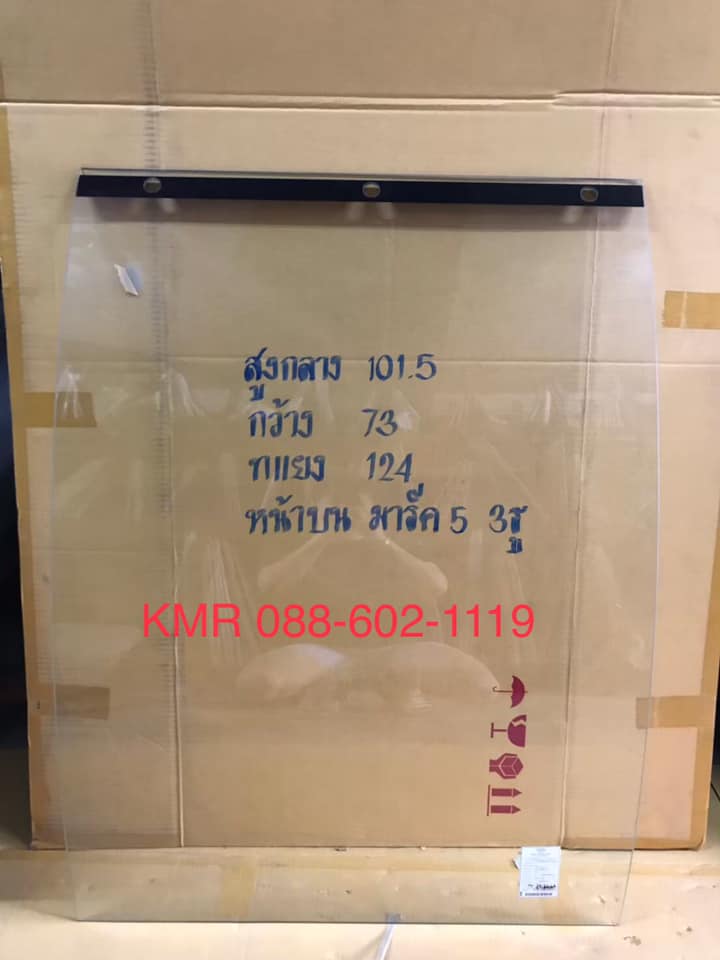 สูงกลาง 101.5
กว้าง 73
ทแยง 124
หน้าบน มาร์ค 5 3รู
KMR 088-602-1119